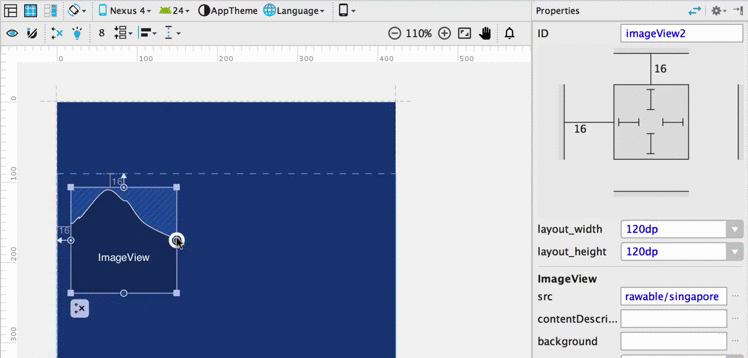 Nexus 4 24 AppTheme Language
Properties
8 110%
ID imageView2
0 100 200 300 400 500
0
100
200
300
16
16
ImageView
16
16
layout_width 120dp
layout_height 120dp
ImageView
src rawable/singapore
contentDescri...
background